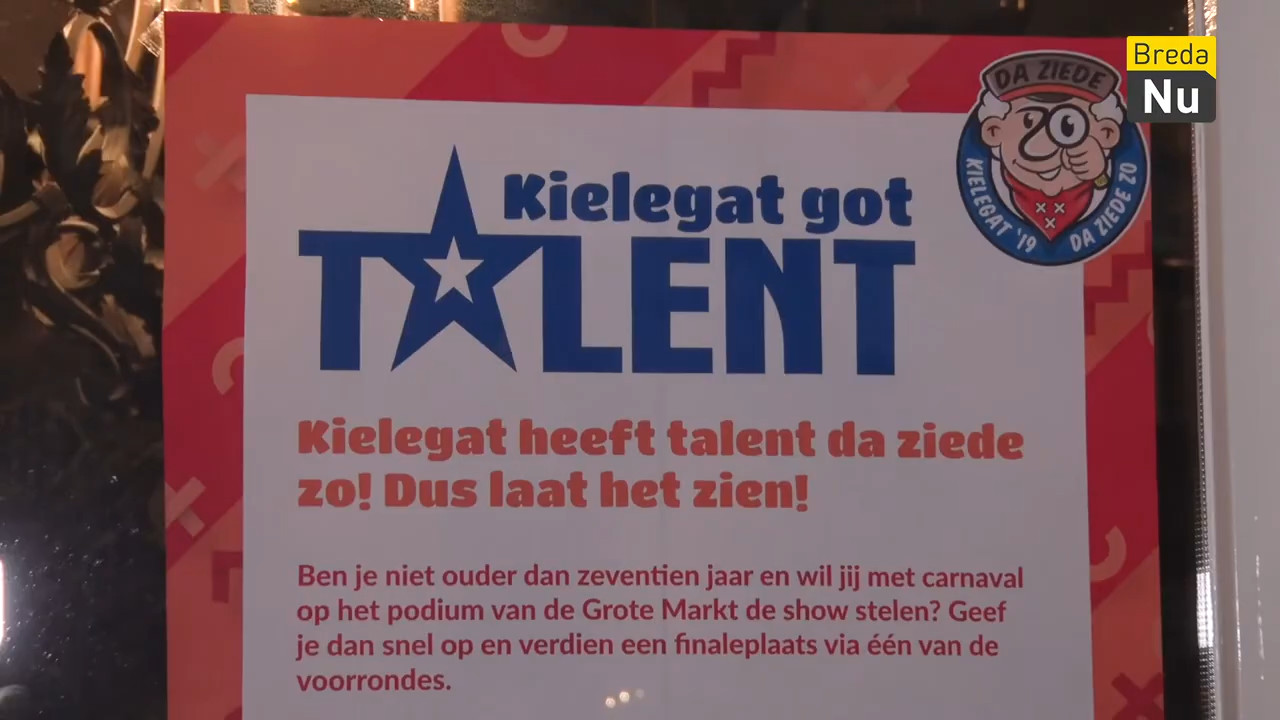 Breda
Nu
DA ZIEDE
KIELEGAT '19
DA ZIEDE ZO
Kielegat got
TALENT
Kielegat heeft talent da ziede
zo! Dus laat het zien!
Ben je niet ouder dan zeventien jaar en wil jij met carnaval
op het podium van de Grote Markt de show stelen? Geef
je dan snel op en verdien een finaleplaats via één van de
voorrondes.